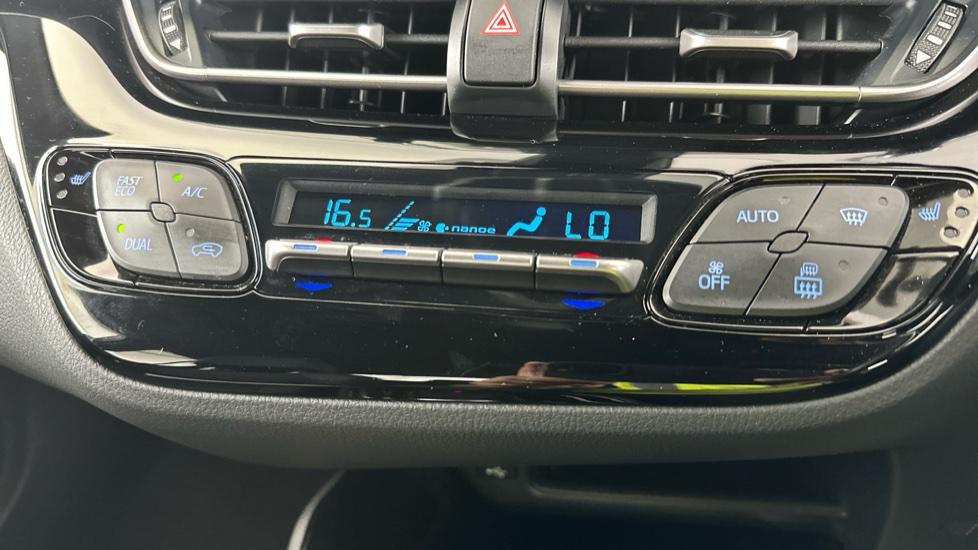 FAST
ECO
A/C
DUAL
16.5 nanoe LO
AUTO
OFF